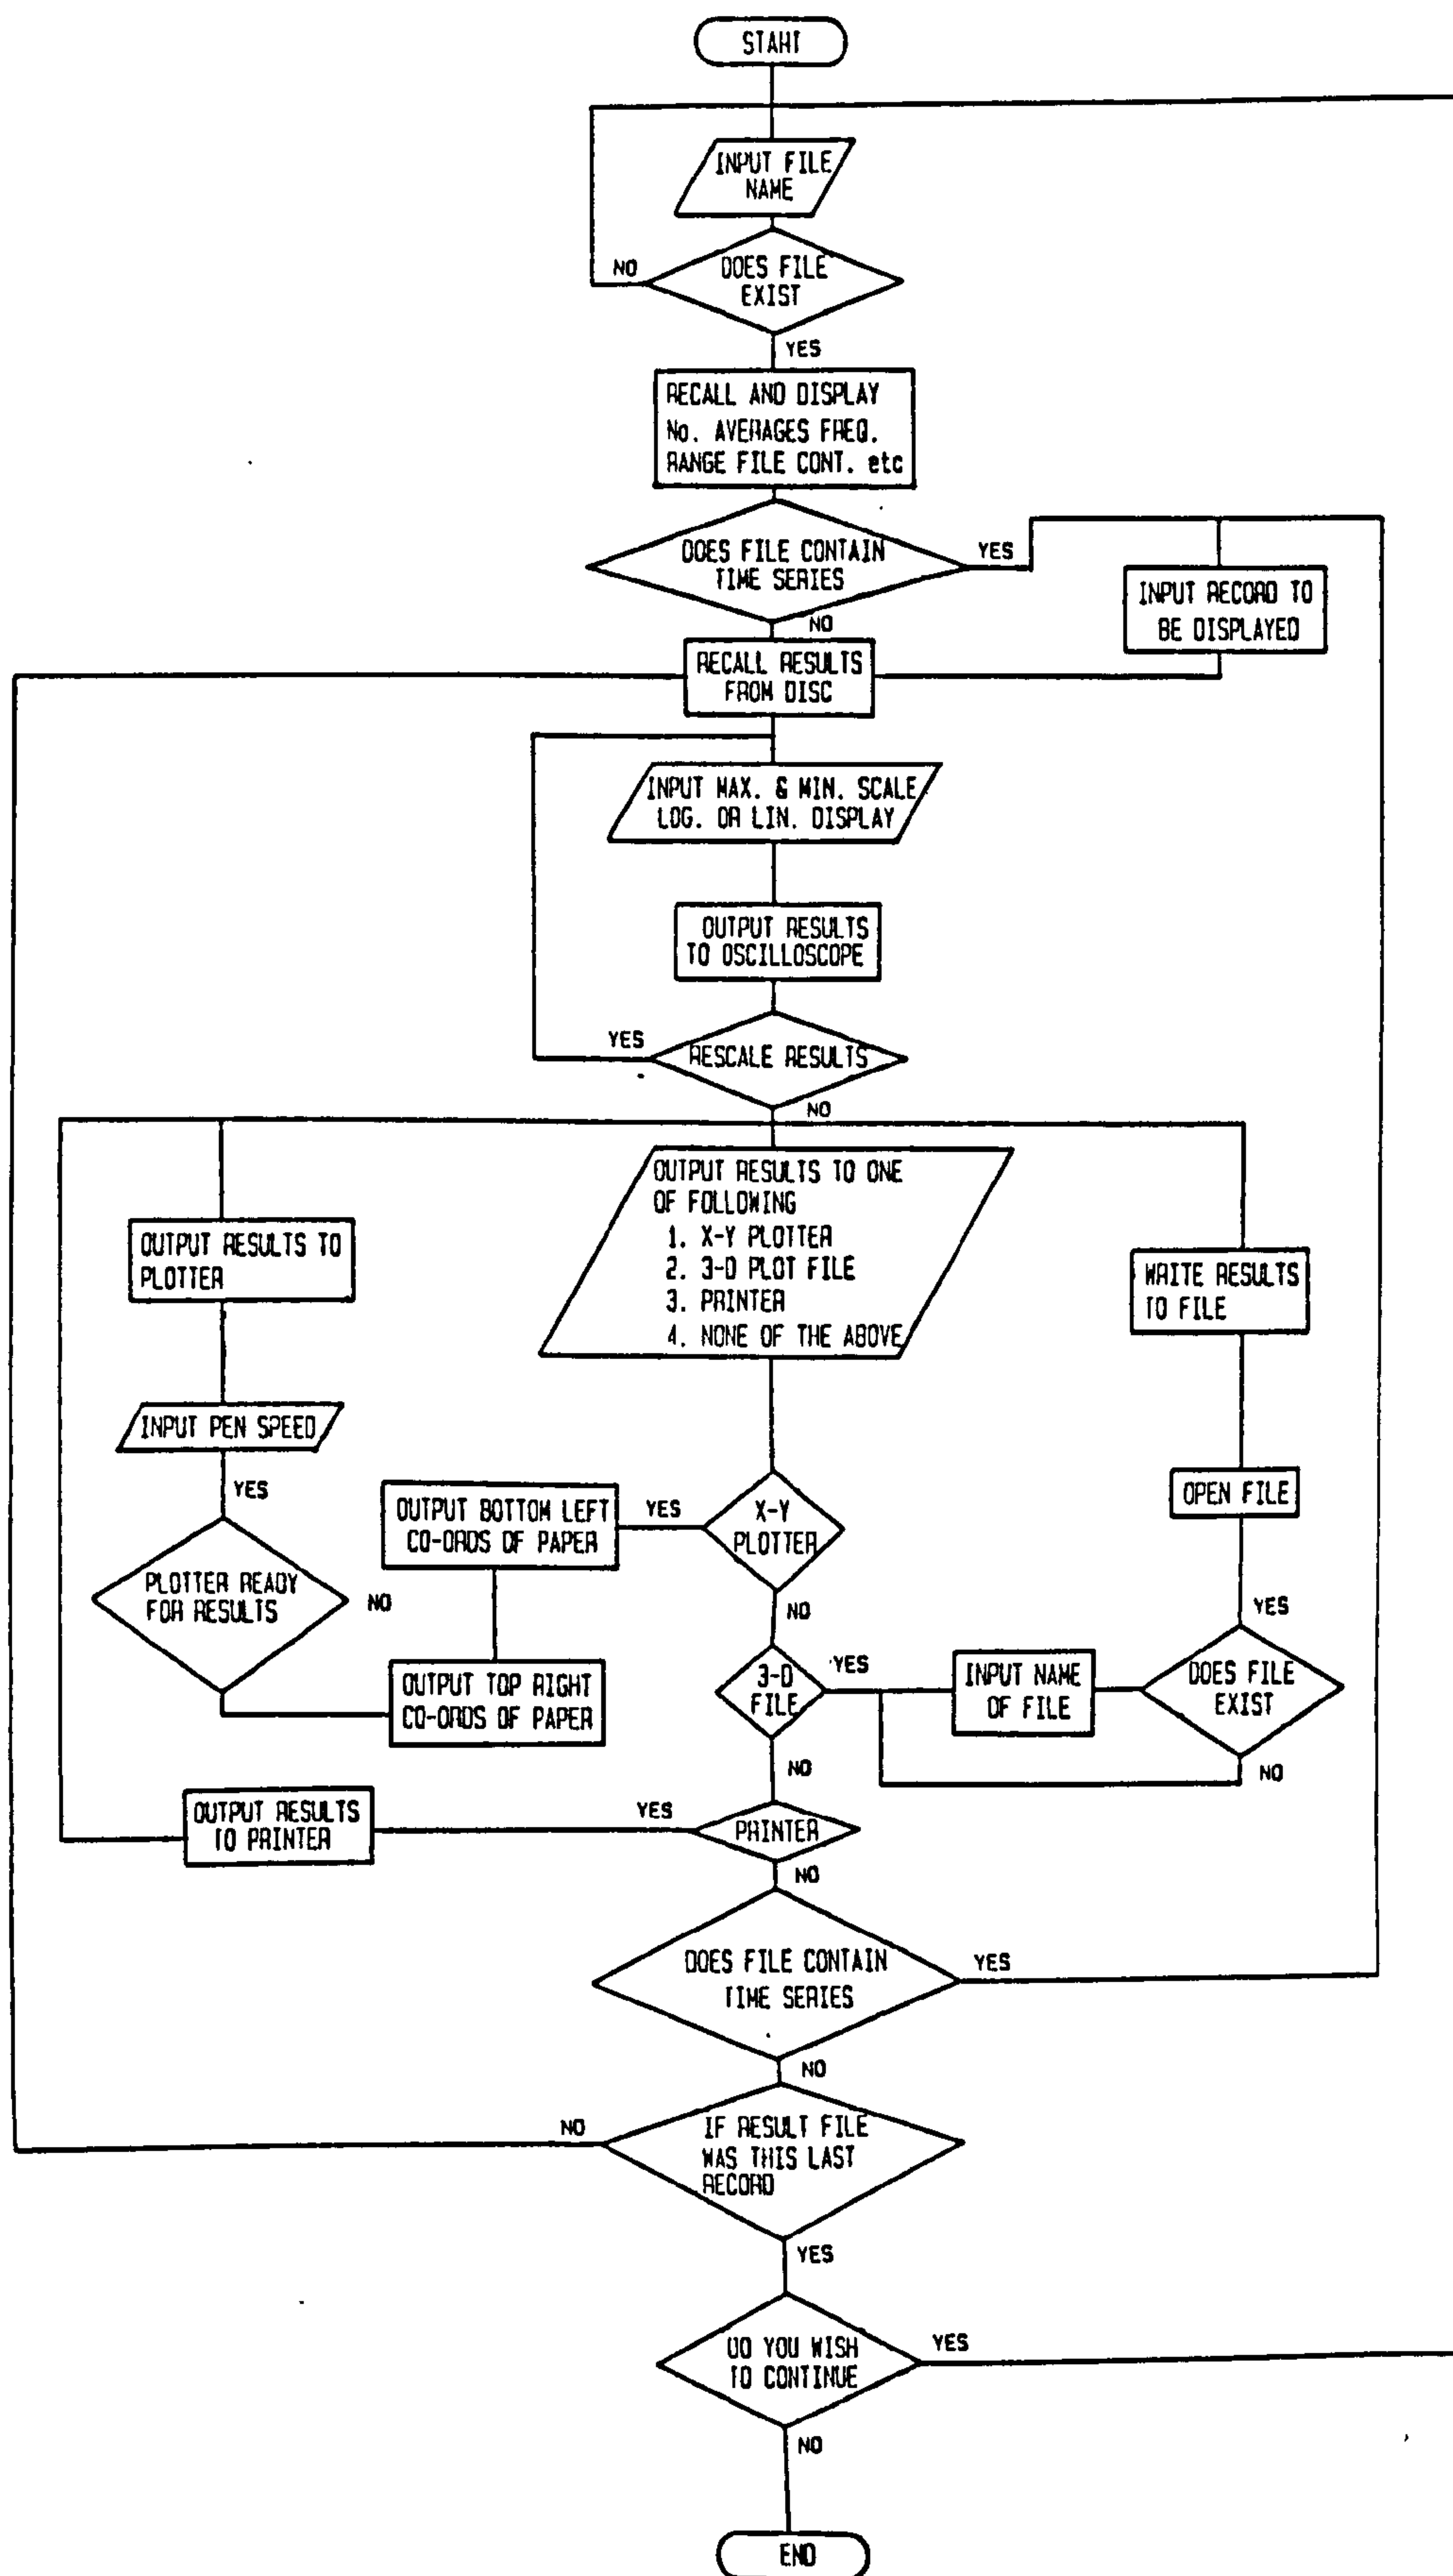 START
INPUT FILE
NAME
NO
DOES FILE
EXIST
YES
RECALL AND DISPLAY
No. AVERAGES FREQ.
RANGE FILE CONT. etc
DOES FILE CONTAIN
TIME SERIES
YES
NO
INPUT RECORD TO
BE DISPLAYED
RECALL RESULTS
FROM DISC
INPUT MAX. & MIN. SCALE
LOG. OR LIN. DISPLAY
OUTPUT RESULTS
TO OSCILLOSCOPE
YES
RESCALE RESULTS
NO
OUTPUT RESULTS TO ONE
OF FOLLOWING
1. X-Y PLOTTER
2. 3-D PLOT FILE
3. PRINTER
4. NONE OF THE ABOVE
OUTPUT RESULTS TO
PLOTTER
WRITE RESULTS
TO FILE
INPUT PEN SPEED
YES
OUTPUT BOTTOM LEFT
CO-ORDS OF PAPER
YES
X-Y
PLOTTER
OPEN FILE
PLOTTER READY
FOR RESULTS
NO
NO
YES
OUTPUT TOP RIGHT
CO-ORDS OF PAPER
3-D
FILE
YES
INPUT NAME
OF FILE
DOES FILE
EXIST
NO
NO
OUTPUT RESULTS
TO PRINTER
YES
PRINTER
NO
DOES FILE CONTAIN
TIME SERIES
YES
NO
NO
IF RESULT FILE
WAS THIS LAST
RECORD
YES
DO YOU WISH
TO CONTINUE
YES
NO
END